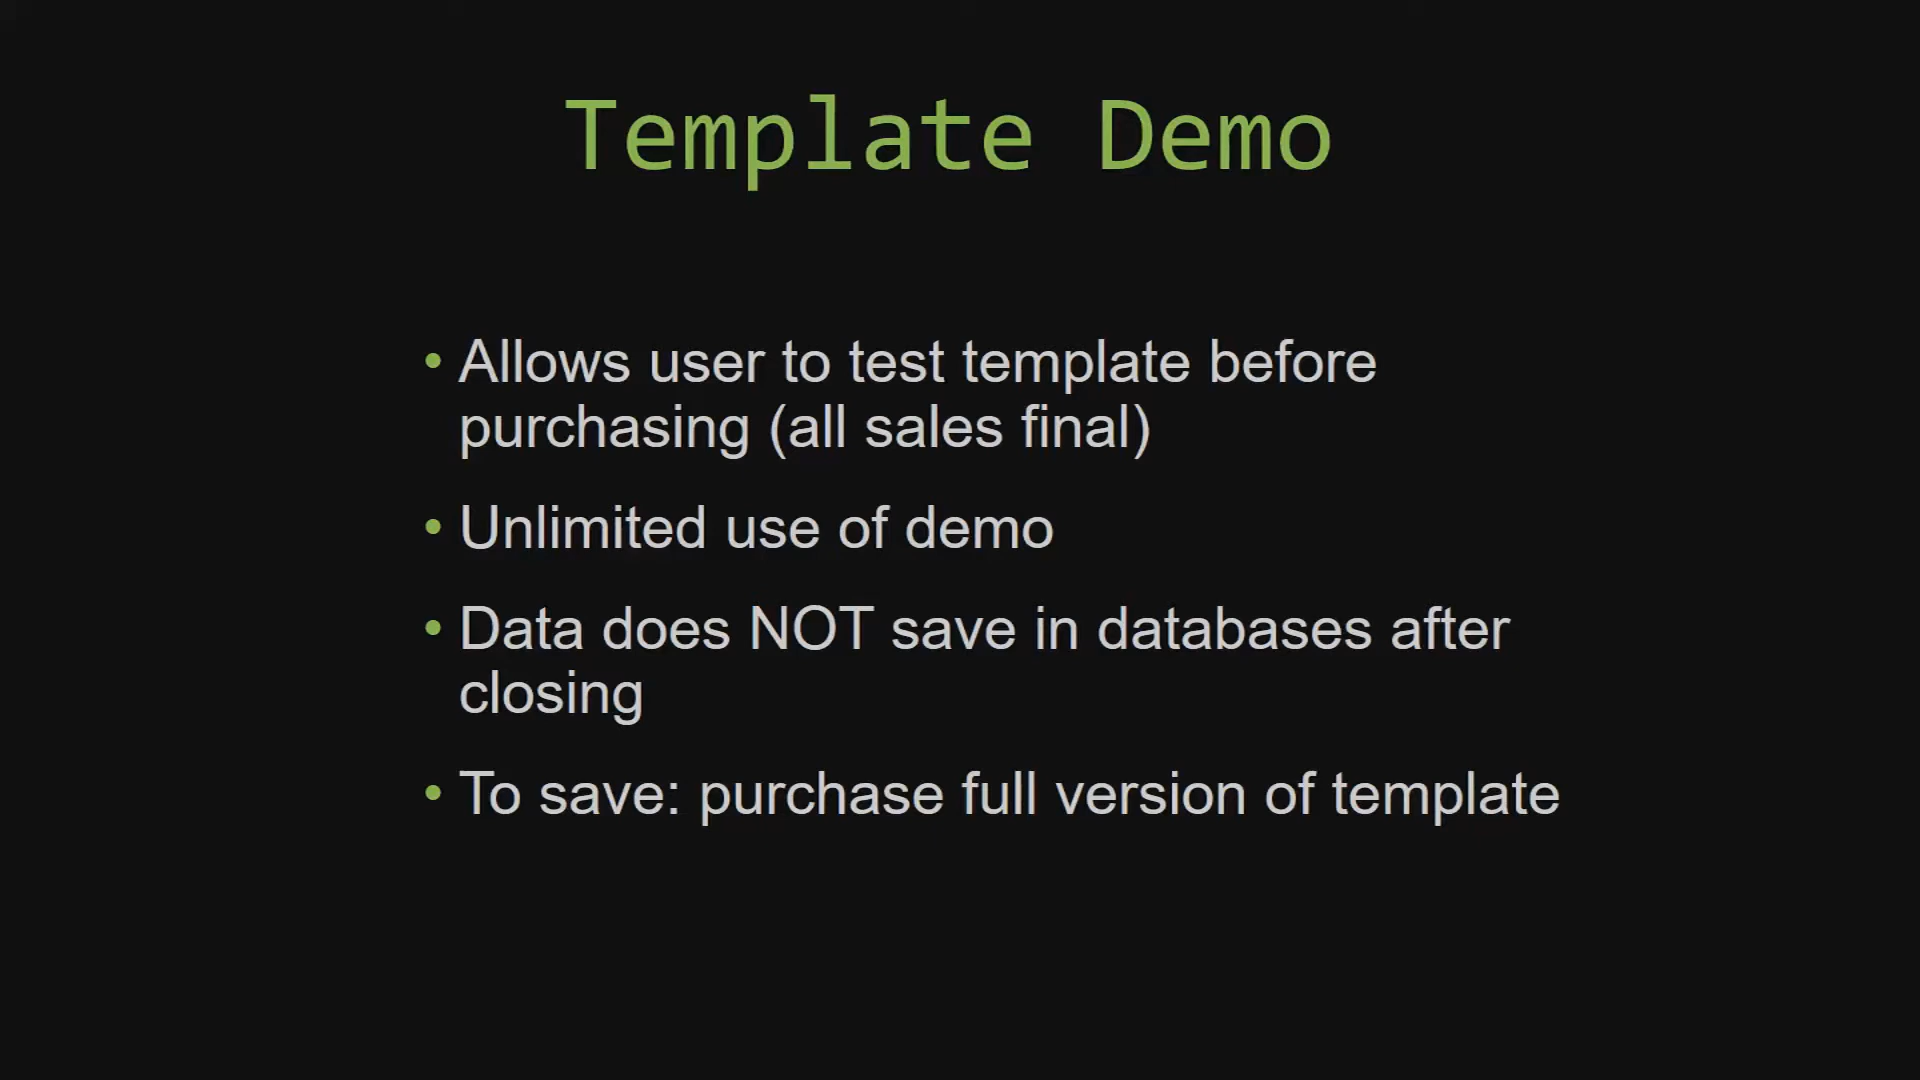 Template Demo
• Allows user to test template before
purchasing (all sales final)
• Unlimited use of demo
• Data does NOT save in databases after
closing
• To save: purchase full version of template